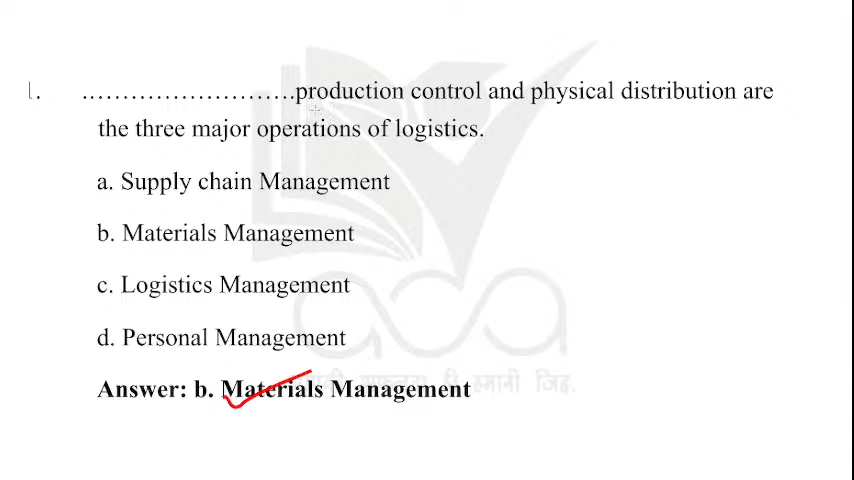 1. .……………………..production control and physical distribution are
the three major operations of logistics.
a. Supply chain Management
b. Materials Management
c. Logistics Management
d. Personal Management
Answer: b. Materials Management